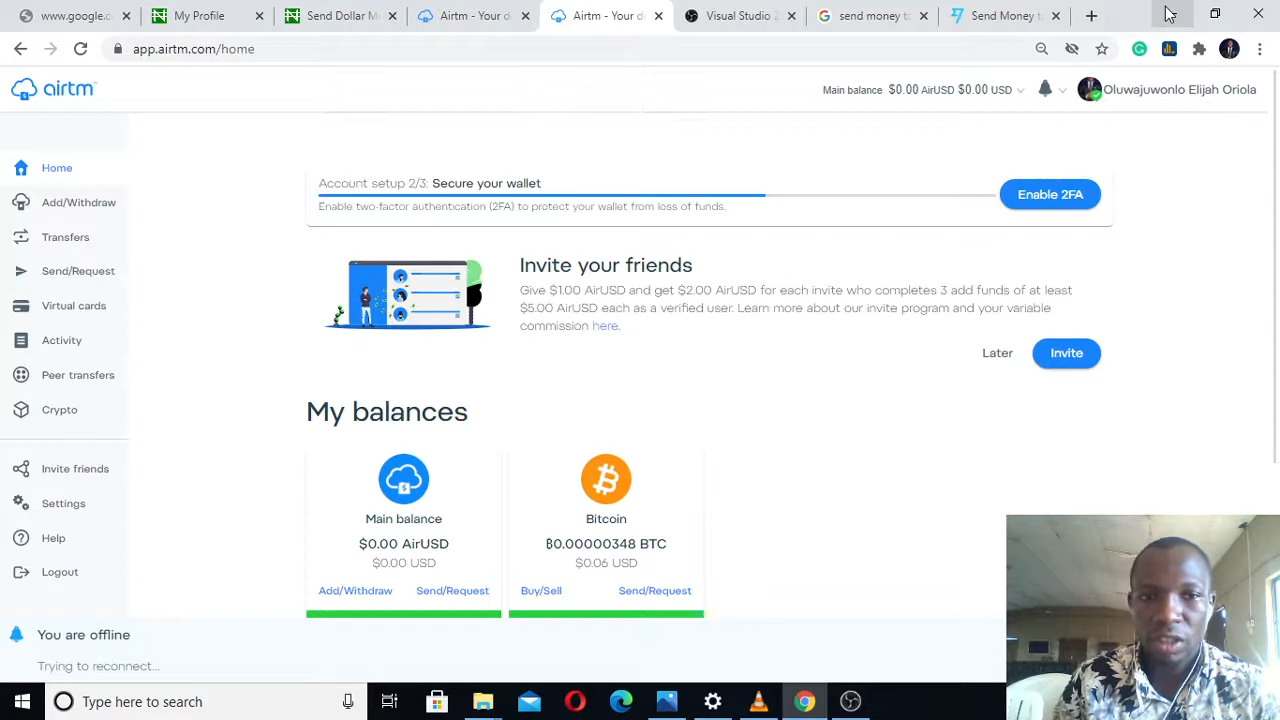 www.google.c
My Profile
Send Dollar M
Airtm - Your d
Airtm - Your d
Visual Studio 2
send money to
Send Money to
app.airtm.com/home
airtm
Main balance $0.00 AirUSD $0.00 USD
Oluwajuwonlo Elijah Oriola
Home
Add/Withdraw
Transfers
Send/Request
Virtual cards
Activity
Peer transfers
Crypto
Invite friends
Settings
Help
Logout
Account setup 2/3: Secure your wallet
Enable two-factor authentication (2FA) to protect your wallet from loss of funds.
Enable 2FA
Invite your friends
Give $1.00 AirUSD and get $2.00 AirUSD for each invite who completes 3 add funds of at least
$5.00 AirUSD each as a verified user. Learn more about our invite program and your variable
commission here.
Later
Invite
My balances
Main balance
$0.00 AirUSD
$0.00 USD
Add/Withdraw
Send/Request
Bitcoin
₿0.00000348 BTC
$0.06 USD
Buy/Sell
Send/Request
You are offline
Trying to reconnect...
Type here to search